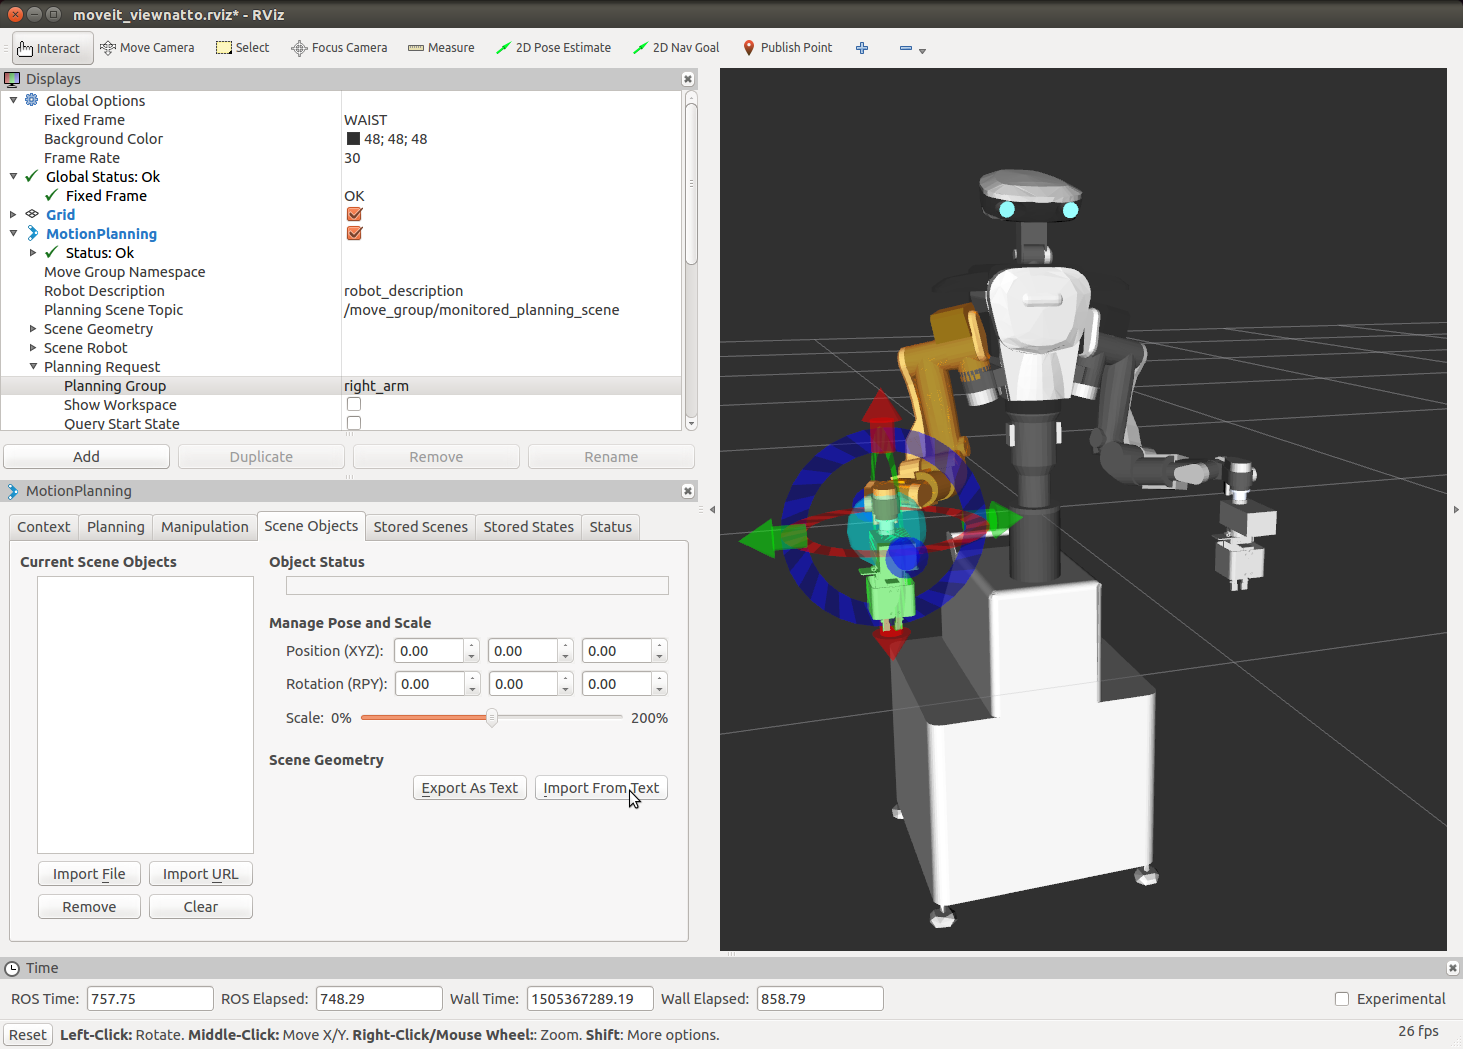 moveit_viewnatto.rviz* - RViz
Interact Move Camera Select Focus Camera Measure 2D Pose Estimate 2D Nav Goal Publish Point
Displays
Global Options
Fixed Frame WAIST
Background Color 48; 48; 48
Frame Rate 30
Global Status: Ok
Fixed Frame OK
Grid
MotionPlanning
Status: Ok
Move Group Namespace
Robot Description robot_description
Planning Scene Topic /move_group/monitored_planning_scene
Scene Geometry
Scene Robot
Planning Request
Planning Group right_arm
Show Workspace
Query Start State
Add Duplicate Remove Rename
MotionPlanning
Context Planning Manipulation Scene Objects Stored Scenes Stored States Status
Current Scene Objects Object Status
Manage Pose and Scale
Position (XYZ): 0.00 0.00 0.00
Rotation (RPY): 0.00 0.00 0.00
Scale: 0% 200%
Scene Geometry
Export As Text Import From Text
Import File Import URL
Remove Clear
Time
ROS Time: 757.75 ROS Elapsed: 748.29 Wall Time: 1505367289.19 Wall Elapsed: 858.79 Experimental
Reset Left-Click: Rotate. Middle-Click: Move X/Y. Right-Click/Mouse Wheel:: Zoom. Shift: More options. 26 fps